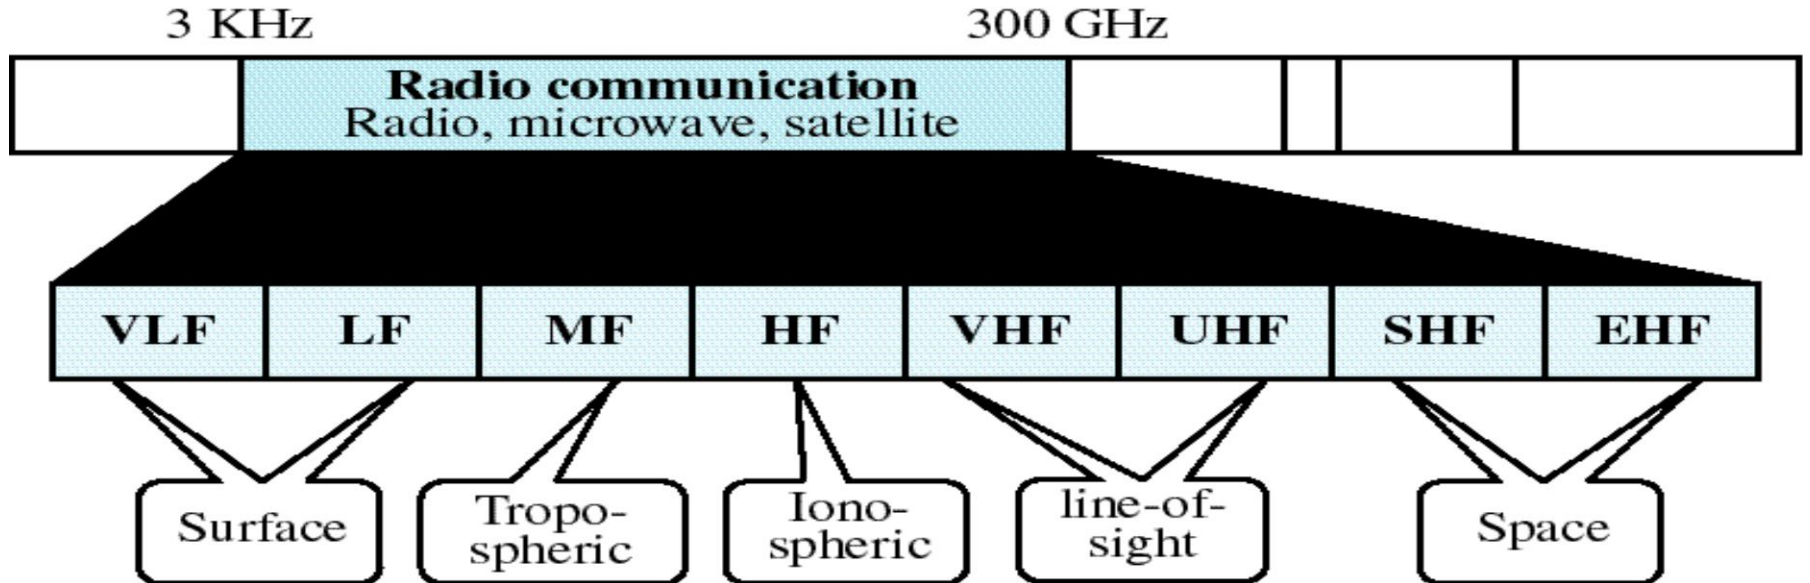 3 KHz 300 GHz
Radio communication
Radio, microwave, satellite
VLF LF MF HF VHF UHF SHF EHF
Surface
Tropo-
spheric
Iono-
spheric
line-of-
sight
Space